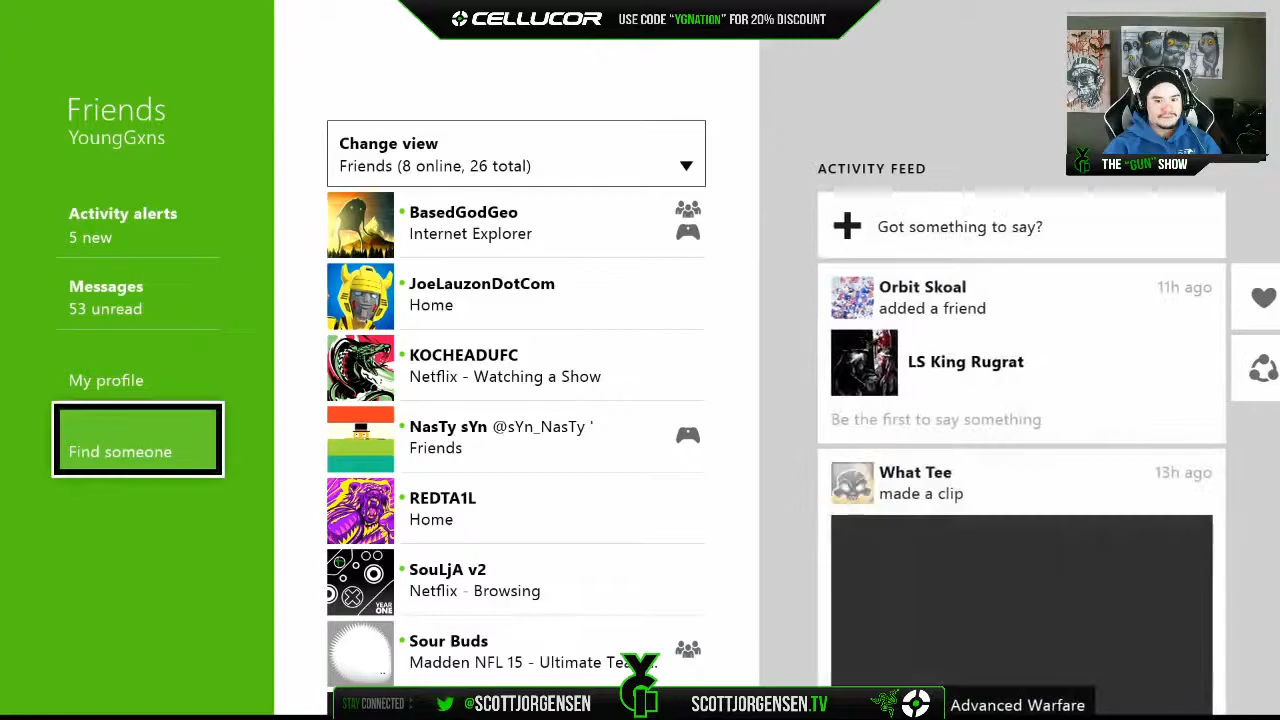 CELLUCOR USE CODE "YGNATION" FOR 20% DISCOUNT
THE "GUN" SHOW
Friends
YoungGxns
Activity alerts
5 new
Messages
53 unread
My profile
Find someone
Change view
Friends (8 online, 26 total)
BasedGodGeo
Internet Explorer
JoeLauzonDotCom
Home
KOCHEADUFC
Netflix - Watching a Show
NasTy sYn @sYn_NasTy '
Friends
REDTA1L
Home
SouLjA v2
Netflix - Browsing
YEAR
ONE
Sour Buds
Madden NFL 15 - Ultimate Tea...
ACTIVITY FEED
Got something to say?
Orbit Skoal 11h ago
added a friend
LS King Rugrat
Be the first to say something
What Tee 13h ago
made a clip
STAY CONNECTED : @SCOTTJORGENSEN SCOTTJORGENSEN.TV
Advanced Warfare